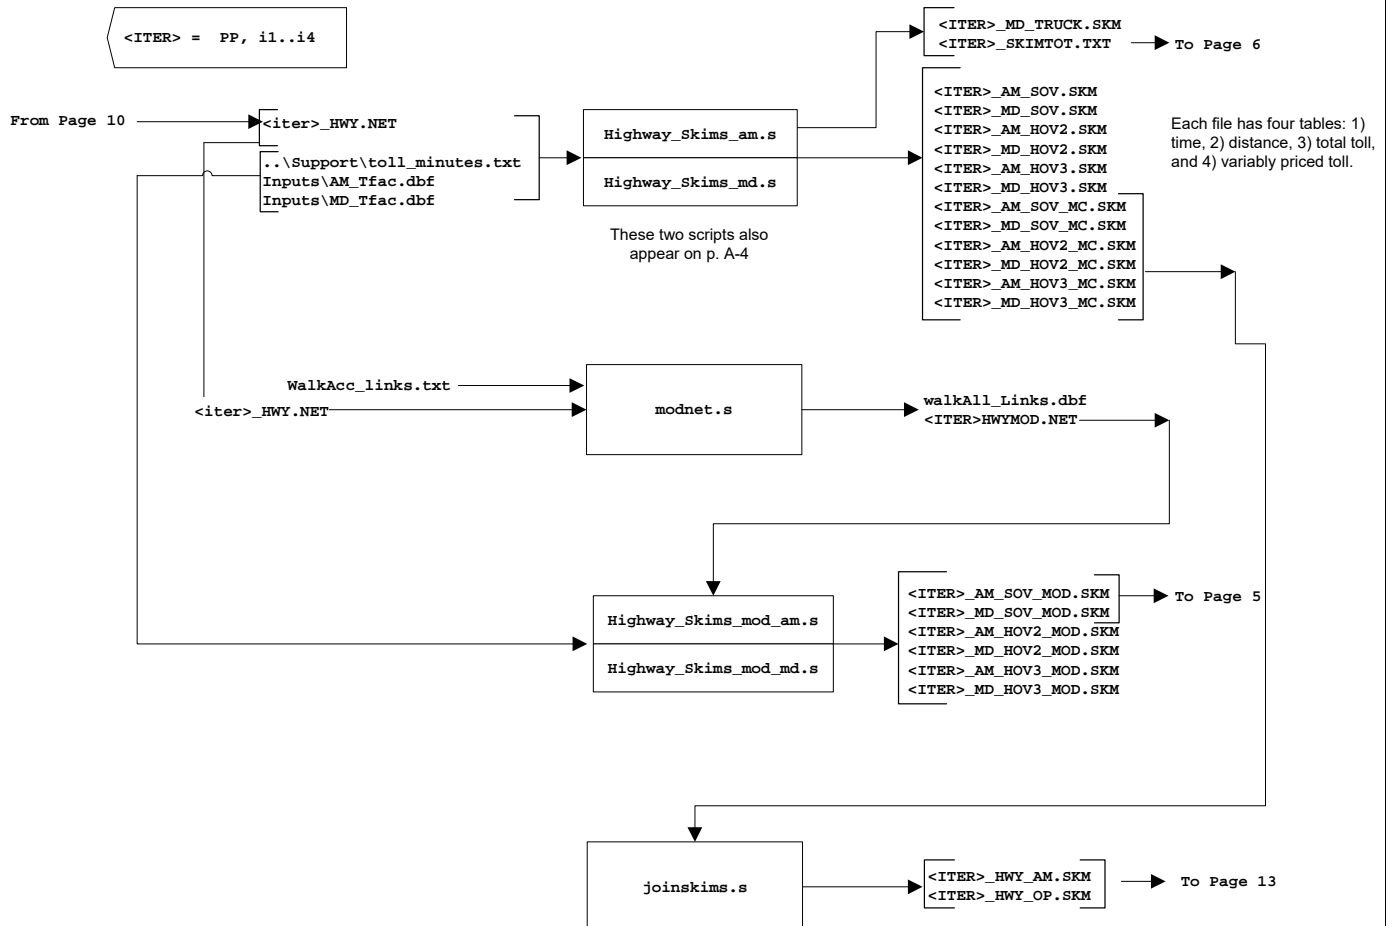 <ITER> = PP, i1..i4
<ITER>_MD_TRUCK.SKM
<ITER>_SKIMTOT.TXT
To Page 6
From Page 10
<iter>_HWY.NET
..\Support\toll_minutes.txt
Inputs\AM_Tfac.dbf
Inputs\MD_Tfac.dbf
Highway_Skims_am.s
Highway_Skims_md.s
These two scripts also
appear on p. A-4
<ITER>_AM_SOV.SKM
<ITER>_MD_SOV.SKM
<ITER>_AM_HOV2.SKM
<ITER>_MD_HOV2.SKM
<ITER>_AM_HOV3.SKM
<ITER>_MD_HOV3.SKM
<ITER>_AM_SOV_MC.SKM
<ITER>_MD_SOV_MC.SKM
<ITER>_AM_HOV2_MC.SKM
<ITER>_MD_HOV2_MC.SKM
<ITER>_AM_HOV3_MC.SKM
<ITER>_MD_HOV3_MC.SKM
Each file has four tables: 1)
time, 2) distance, 3) total toll,
and 4) variably priced toll.
WalkAcc_links.txt
<iter>_HWY.NET
modnet.s
walkAll_Links.dbf
<ITER>HWYMOD.NET
Highway_Skims_mod_am.s
Highway_Skims_mod_md.s
<ITER>_AM_SOV_MOD.SKM
<ITER>_MD_SOV_MOD.SKM
<ITER>_AM_HOV2_MOD.SKM
<ITER>_MD_HOV2_MOD.SKM
<ITER>_AM_HOV3_MOD.SKM
<ITER>_MD_HOV3_MOD.SKM
To Page 5
joinskims.s
<ITER>_HWY_AM.SKM
<ITER>_HWY_OP.SKM
To Page 13